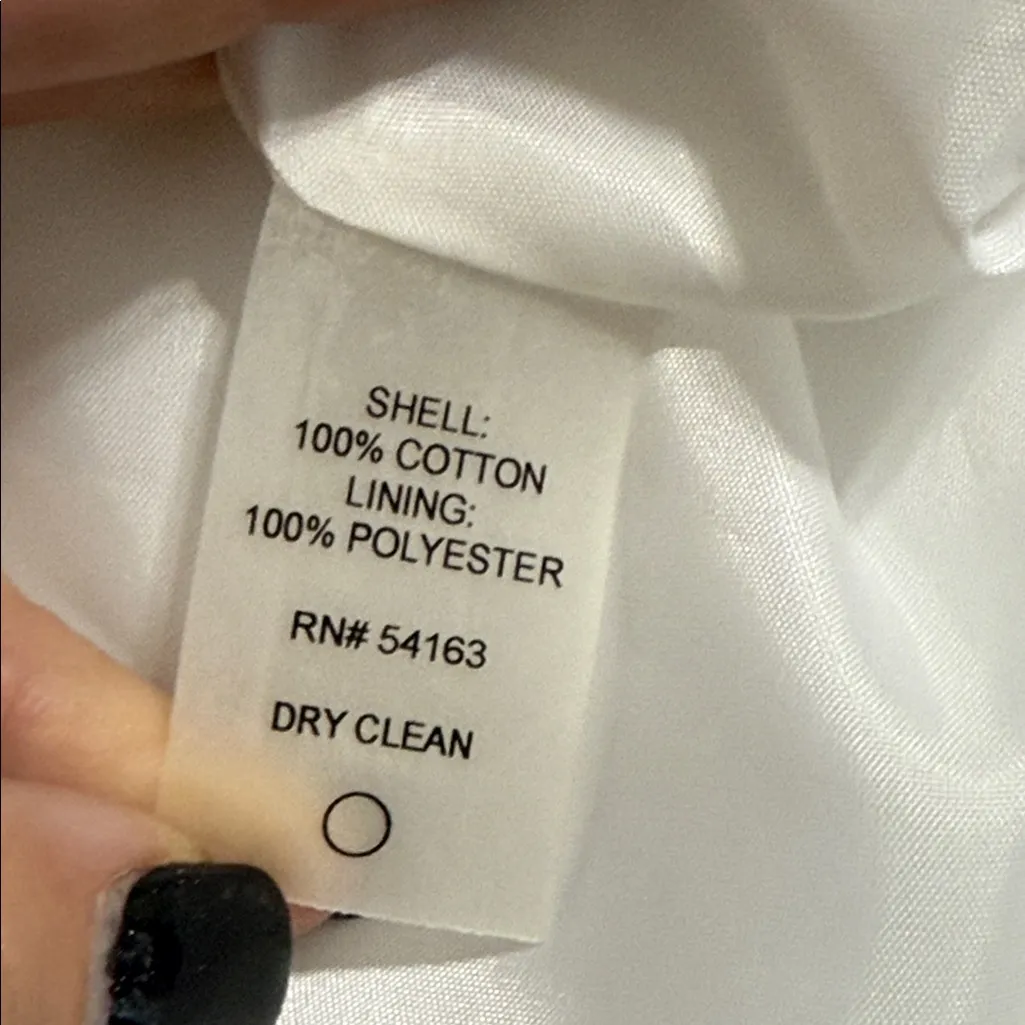 SHELL:
100% COTTON
LINING:
100% POLYESTER
RN# 54163
DRY CLEAN